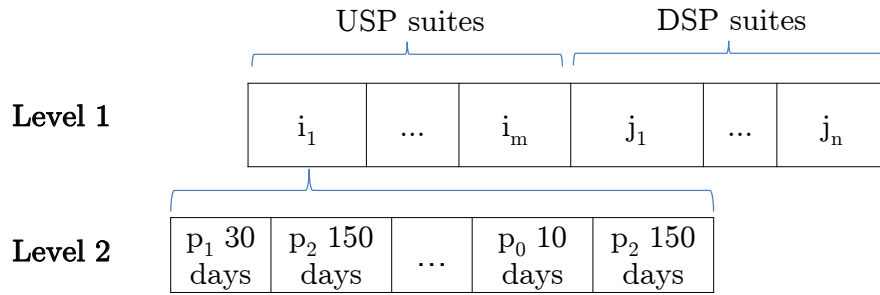 USP suites DSP suites
Level 1 i₁ ... iₘ j₁ ... jₙ
Level 2 p₁ 30 days p₂ 150 days ... p₀ 10 days p₂ 150 days